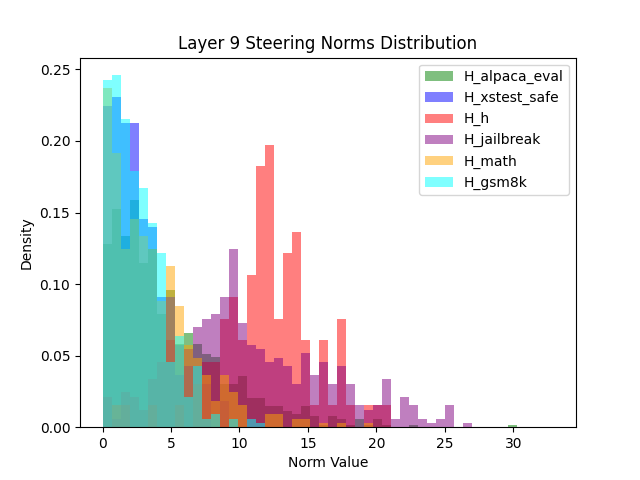 Layer 9 Steering Norms Distribution
H_alpaca_eval
H_xstest_safe
H_h
H_jailbreak
H_math
H_gsm8k
Density
0.25
0.20
0.15
0.10
0.05
0.00
0 5 10 15 20 25 30
Norm Value